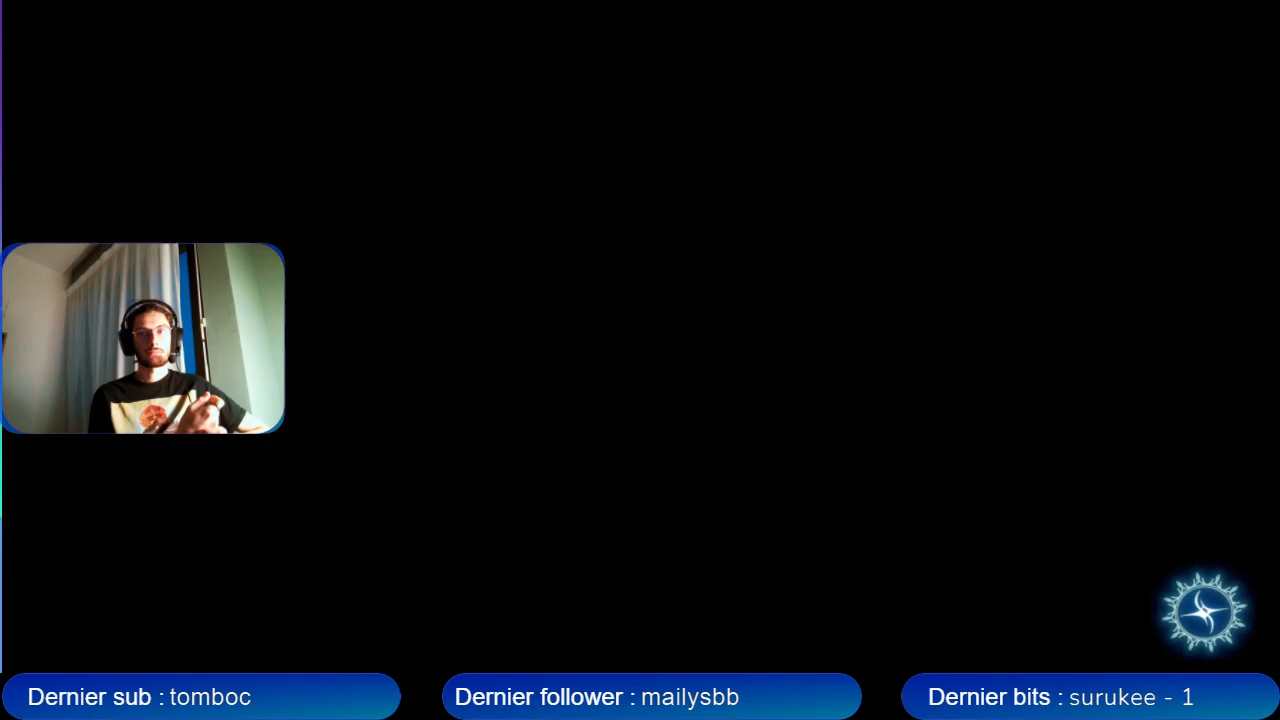 Dernier sub : tomboc
Dernier follower : mailysbb
Dernier bits : surukee - 1